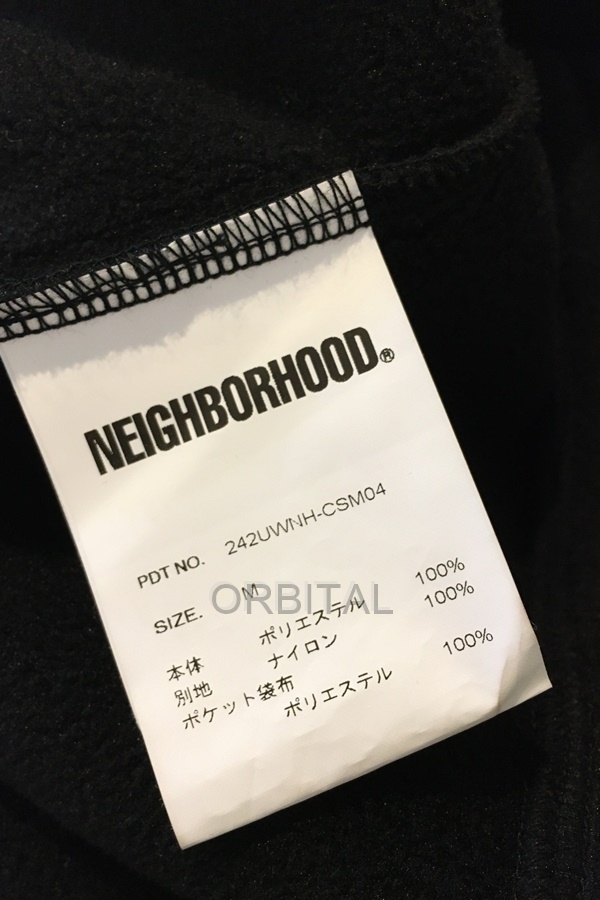 NEIGHBORHOOD®
PDT NO. 242UWNH-CSM04
SIZE. M
ORBITAL
本体 ポリエステル 100%
別地 ナイロン 100%
ポケット袋布
ポリエステル 100%